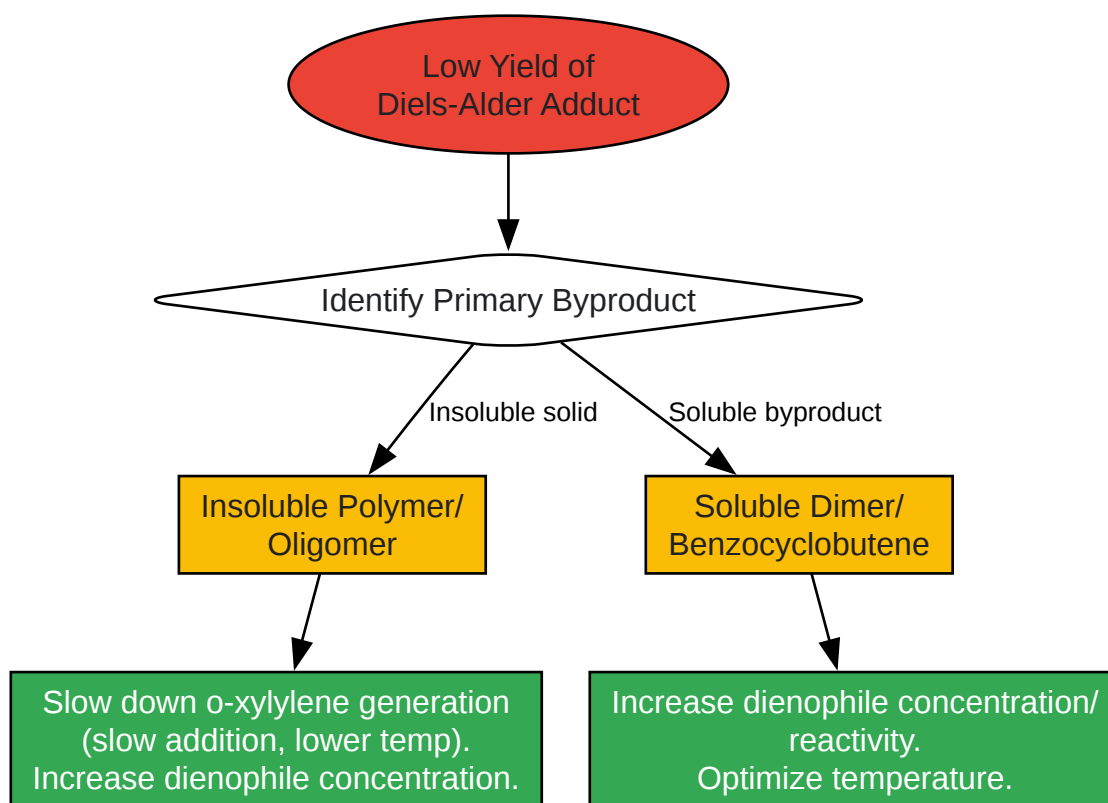 Low Yield of
Diels-Alder Adduct
Identify Primary Byproduct
Insoluble solid
Soluble byproduct
Insoluble Polymer/
Oligomer
Soluble Dimer/
Benzocyclobutene
Slow down o-xylylene generation
(slow addition, lower temp).
Increase dienophile concentration.
Increase dienophile concentration/
reactivity.
Optimize temperature.